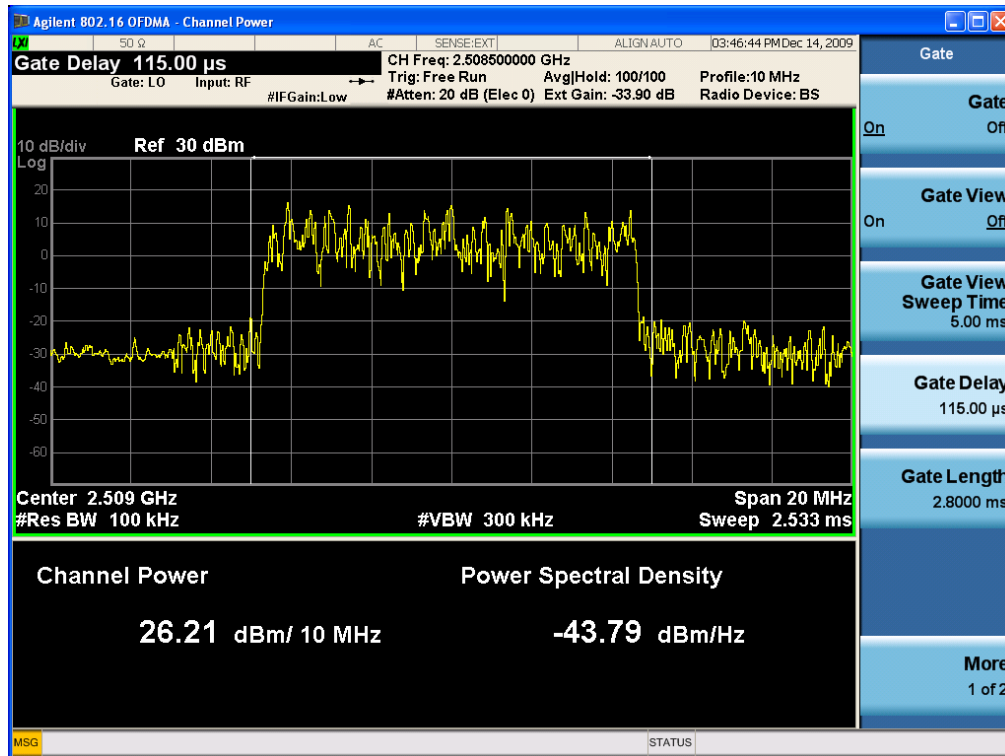 Agilent 802.16 OFDMA - Channel Power
LXI 50 Ω AC SENSE:EXT ALIGN AUTO 03:46:44 PM Dec 14, 2009
Gate Delay 115.00 µs
Gate: LO Input: RF
#IFGain:Low
CH Freq: 2.508500000 GHz
Trig: Free Run Avg|Hold: 100/100 Profile:10 MHz
#Atten: 20 dB (Elec 0) Ext Gain: -33.90 dB Radio Device: BS
10 dB/div Ref 30 dBm
Log
20
10
0
-10
-20
-30
-40
-50
-60
Center 2.509 GHz Span 20 MHz
#Res BW 100 kHz #VBW 300 kHz Sweep 2.533 ms
Channel Power Power Spectral Density
26.21 dBm/ 10 MHz -43.79 dBm/Hz
MSG STATUS
Gate
Gate
On Off
Gate View
On Off
Gate View
Sweep Time
5.00 ms
Gate Delay
115.00 µs
Gate Length
2.8000 ms
More
1 of 2